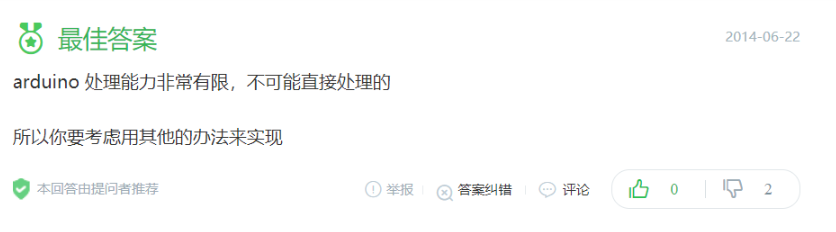 最佳答案
2014-06-22
arduino 处理能力非常有限，不可能直接处理的
所以你要考虑用其他的办法来实现
本回答由提问者推荐
举报
答案纠错
评论
0
2